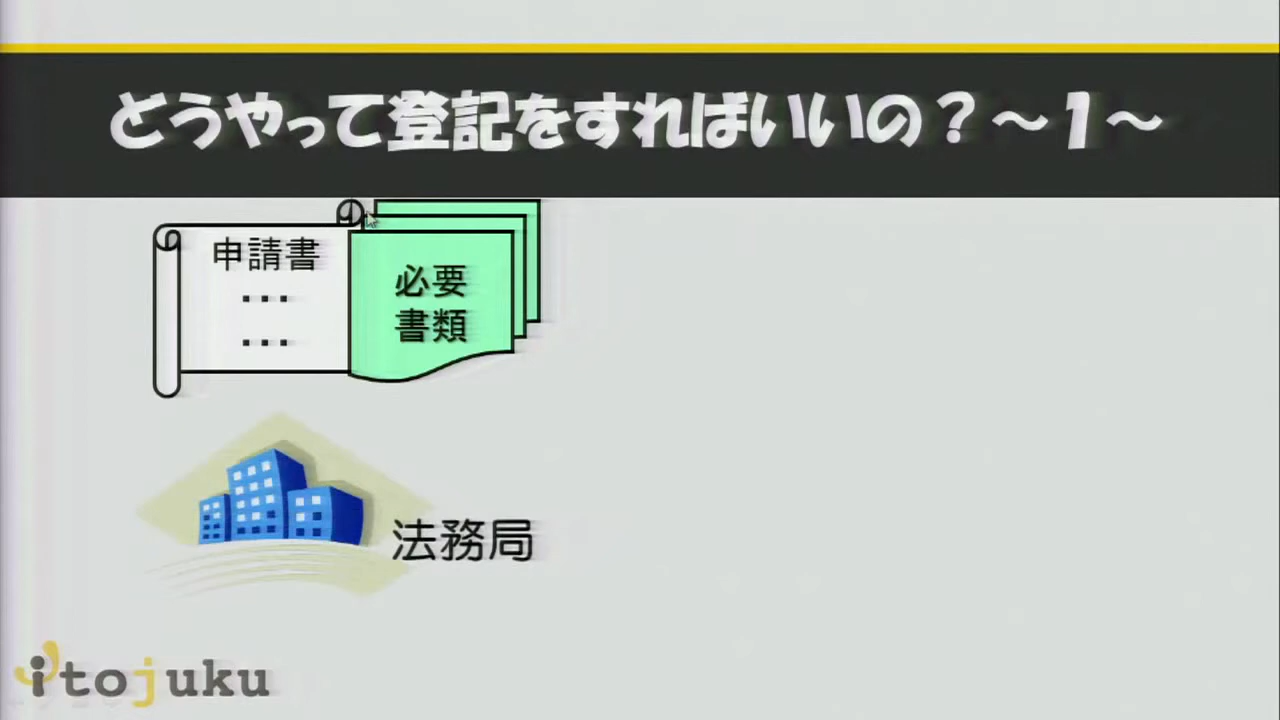 どうやって登記をすればいいの？～1～
申請書
...
...
必要
書類
法務局
itojuku